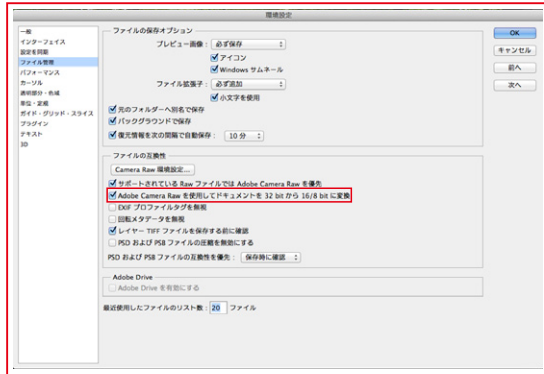 環境設定
一般
インターフェイス
設定を同期
ファイル管理
パフォーマンス
カーソル
透明部分・色域
単位・定規
ガイド・グリッド・スライス
プラグイン
テキスト
3D
ファイルの保存オプション
プレビュー画像： 必ず保存
アイコン
Windows サムネール
ファイル拡張子： 必ず追加
小文字を使用
元のフォルダーへ別名で保存
バックグラウンドで保存
復元情報を次の間隔で自動保存： 10 分
ファイルの互換性
Camera Raw 環境設定...
サポートされている Raw ファイルでは Adobe Camera Raw を優先
Adobe Camera Raw を使用してドキュメントを 32 bit から 16/8 bit に変換
EXIF プロファイルタグを無視
回転メタデータを無視
レイヤー TIFF ファイルを保存する前に確認
PSD および PSB ファイルの圧縮を無効にする
PSD および PSB ファイルの互換性を優先： 保存時に確認
Adobe Drive
Adobe Drive を有効にする
最近使用したファイルのリスト数： 20 ファイル
OK
キャンセル
前へ
次へ